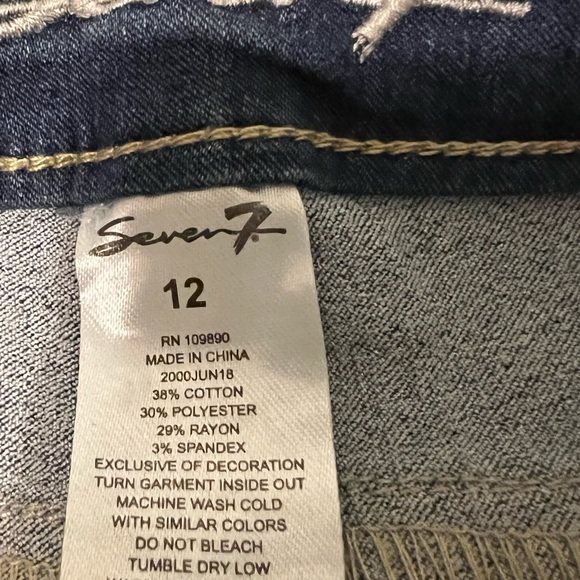 Seven7
12
RN 109890
MADE IN CHINA
2000JUN18
38% COTTON
30% POLYESTER
29% RAYON
3% SPANDEX
EXCLUSIVE OF DECORATION
TURN GARMENT INSIDE OUT
MACHINE WASH COLD
WITH SIMILAR COLORS
DO NOT BLEACH
TUMBLE DRY LOW